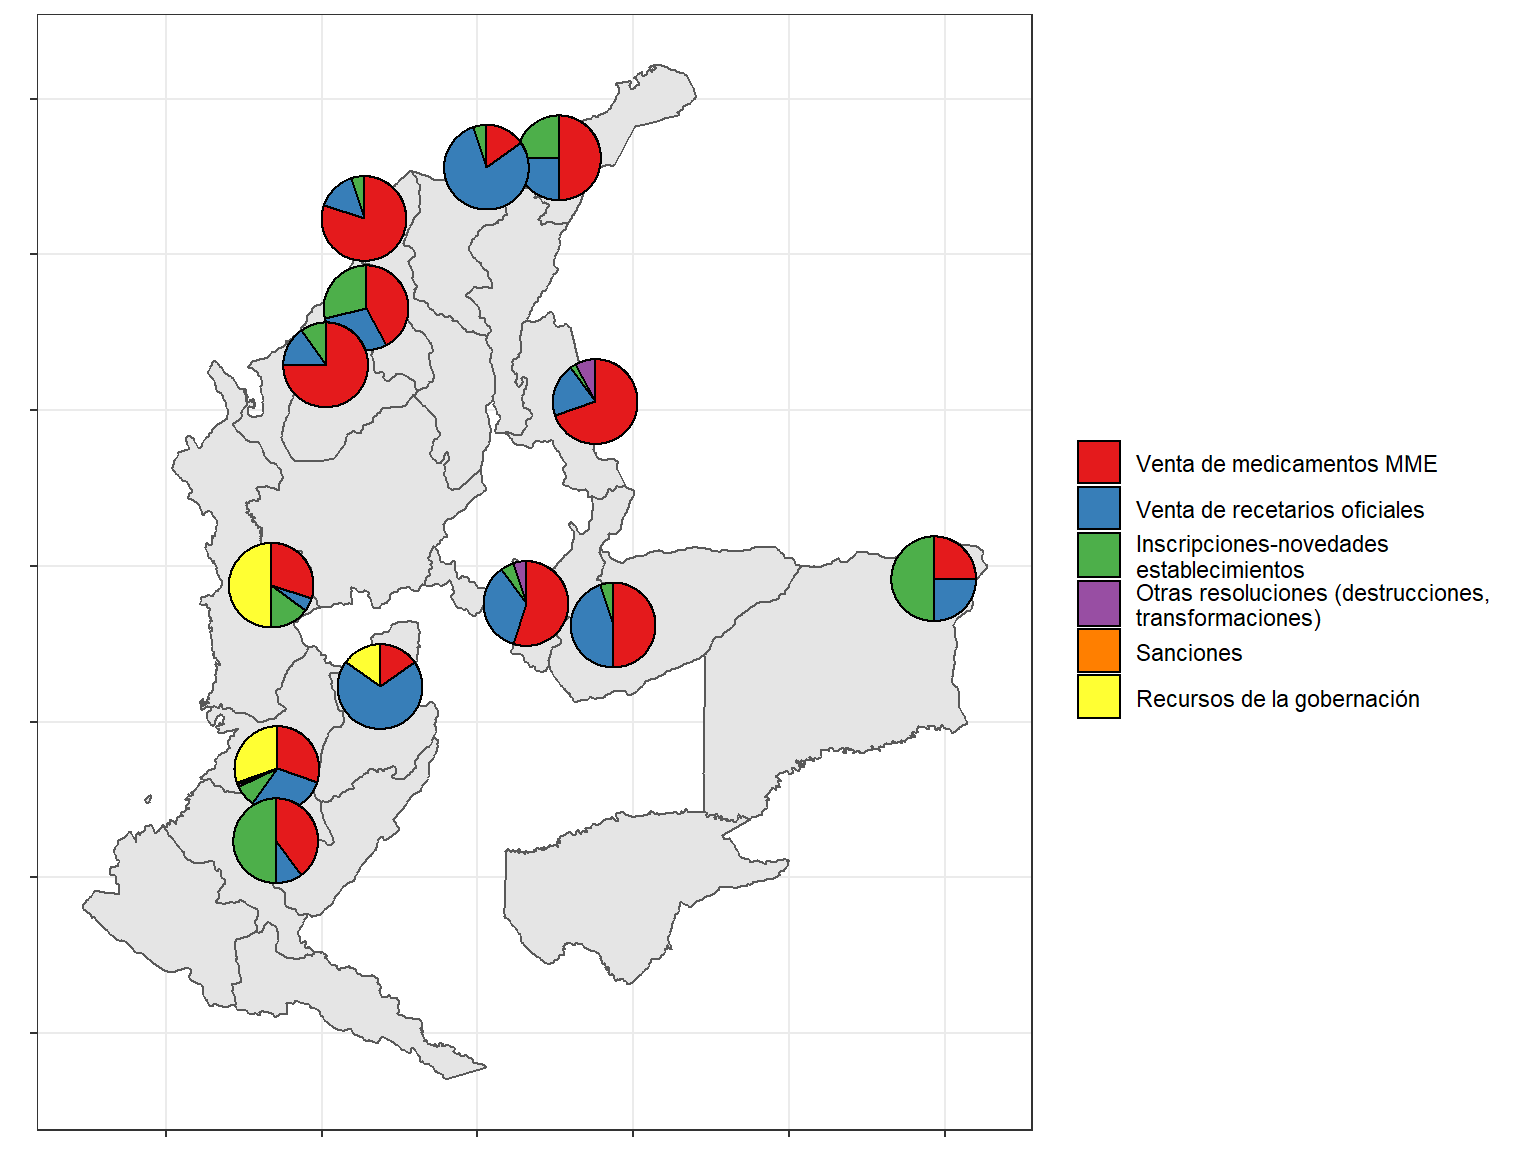 Venta de medicamentos MME
Venta de recetarios oficiales
Inscripciones-novedades
establecimientos
Otras resoluciones (destrucciones,
transformaciones)
Sanciones
Recursos de la gobernación